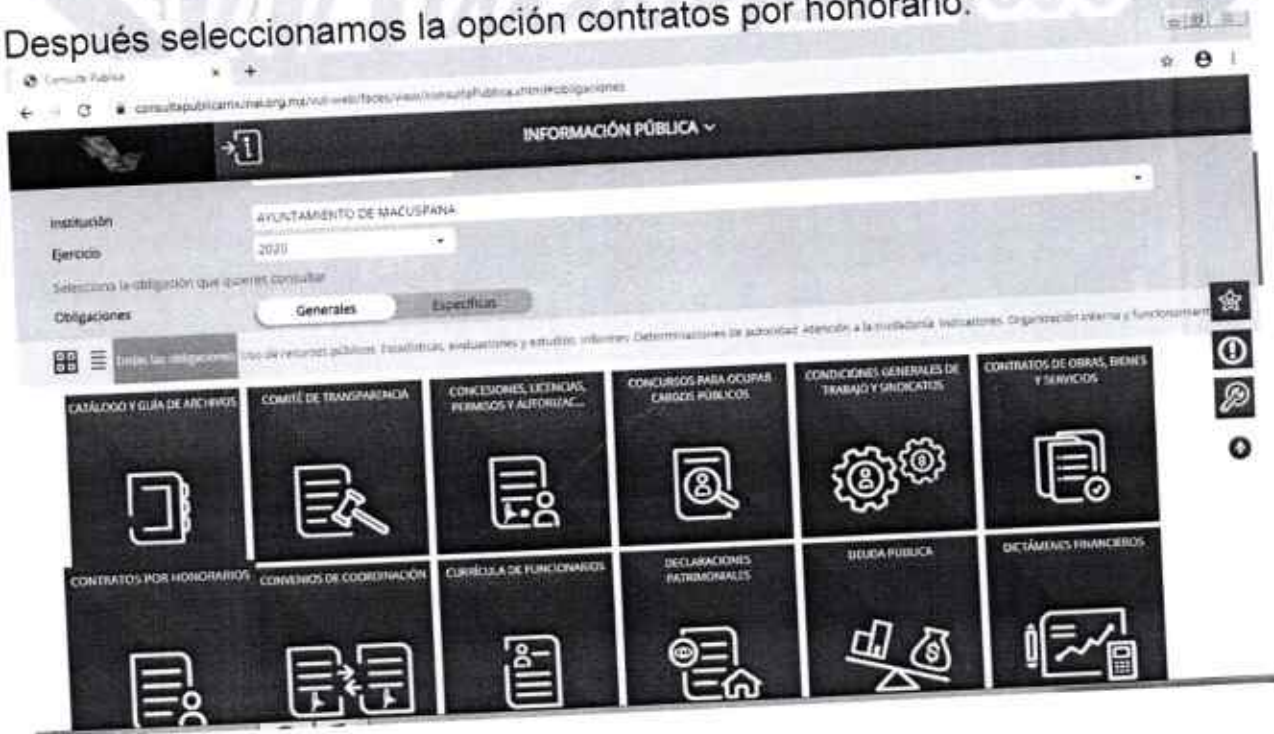 Después seleccionamos la opción contratos por honorario.
Consulta Publica
INFORMACIÓN PÚBLICA
Institución
AYUNTAMIENTO DE MACUSPANA
Ejercicio
2020
Selecciona la obligación que quieres consultar
Obligaciones
Generales
Específicas
Todas las obligaciones Uso de recursos públicos Estadísticas, evaluaciones y estudios Informes Determinaciones de autoridad Atención a la ciudadanía Indicadores Organización interna y
CATÁLOGO Y GUÍA DE ARCHIVOS
COMITÉ DE TRANSPARENCIA
CONCESIONES, LICENCIAS,
PERMISOS Y AUTORIZAC...
CONCURSOS PARA OCUPAR
CARGOS PÚBLICOS
CONDICIONES GENERALES DE
TRABAJO Y SINDICATOS
CONTRATOS DE OBRAS, BIENES
Y SERVICIOS
CONTRATOS POR HONORARIOS
CONVENIOS DE COORDINACIÓN
CURRÍCULA DE FUNCIONARIOS
DECLARACIONES
PATRIMONIALES
DEUDA PÚBLICA
DICTÁMENES FINANCIEROS